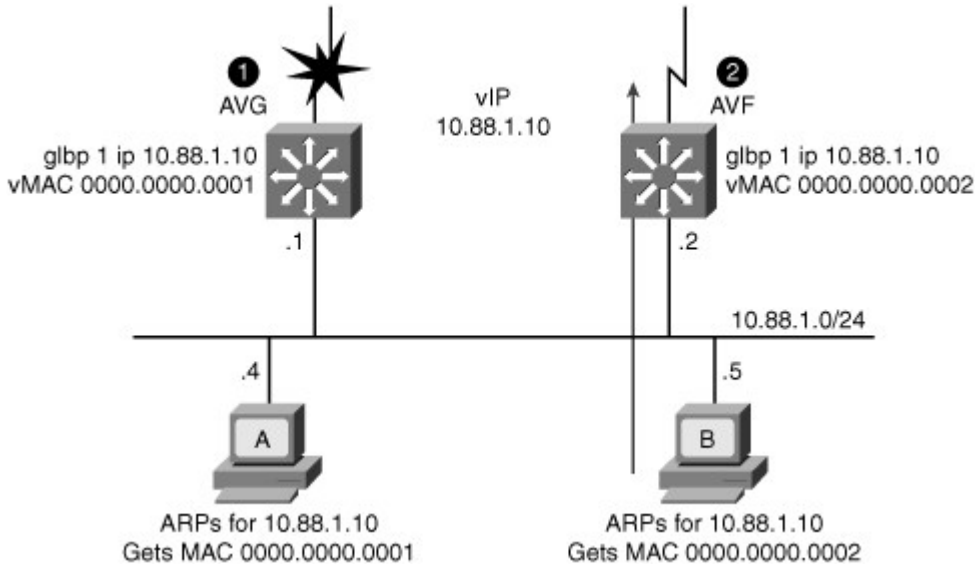 1
AVG
vIP
10.88.1.10
2
AVF
glbp 1 ip 10.88.1.10
vMAC 0000.0000.0001
glbp 1 ip 10.88.1.10
vMAC 0000.0000.0002
.1
.2
10.88.1.0/24
.4
.5
A
B
ARPs for 10.88.1.10
Gets MAC 0000.0000.0001
ARPs for 10.88.1.10
Gets MAC 0000.0000.0002